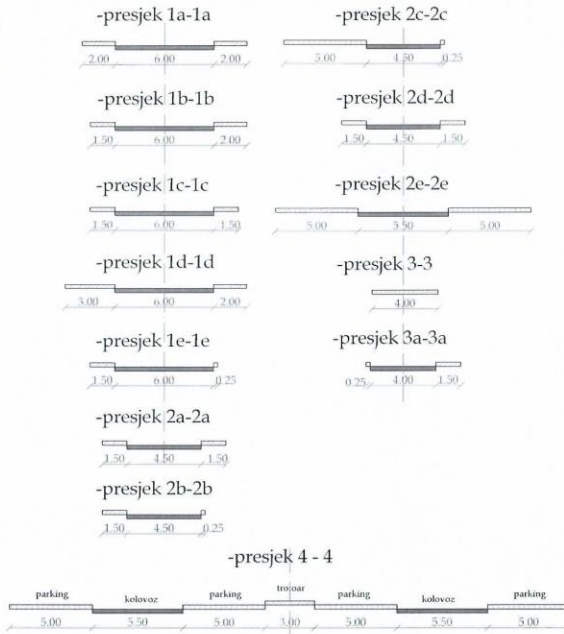 -presjek 1a-1a
2.00 6.00 2.00
-presjek 1b-1b
1.50 6.00 2.00
-presjek 1c-1c
1.50 6.00 1.50
-presjek 1d-1d
3.00 6.00 2.00
-presjek 1e-1e
1.50 6.00 0.25
-presjek 2a-2a
1.50 4.50 1.50
-presjek 2b-2b
1.50 4.50 0.25
-presjek 2c-2c
5.00 4.50 0.25
-presjek 2d-2d
1.50 4.50 1.50
-presjek 2e-2e
5.00 5.50 5.00
-presjek 3-3
4.00
-presjek 3a-3a
0.25 4.00 1.50
-presjek 4 - 4
parking kolovoz parking trotoar parking kolovoz parking
5.00 5.50 5.00 3.00 5.00 5.50 5.00